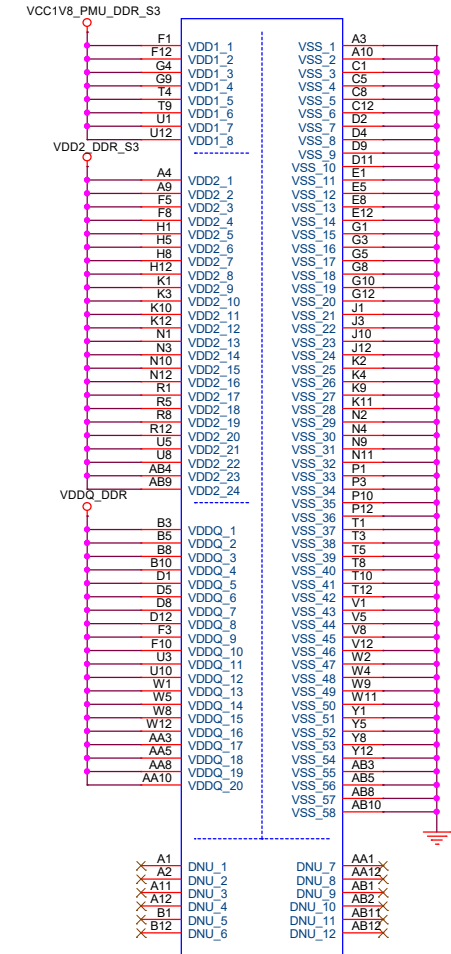 VCC1V8_PMU_DDR_S3
F1 VDD1_1
F12 VDD1_2
G4 VDD1_3
G9 VDD1_4
T4 VDD1_5
T9 VDD1_6
U1 VDD1_7
U12 VDD1_8
VDD2_DDR_S3
A4 VDD2_1
A9 VDD2_2
F5 VDD2_3
F8 VDD2_4
H1 VDD2_5
H5 VDD2_6
H8 VDD2_7
H12 VDD2_8
K1 VDD2_9
K3 VDD2_10
K10 VDD2_11
K12 VDD2_12
N1 VDD2_13
N3 VDD2_14
N10 VDD2_15
N12 VDD2_16
R1 VDD2_17
R5 VDD2_18
R8 VDD2_19
R12 VDD2_20
U5 VDD2_21
U8 VDD2_22
AB4 VDD2_23
AB9 VDD2_24
VDDQ_DDR
B3 VDDQ_1
B5 VDDQ_2
B8 VDDQ_3
B10 VDDQ_4
D1 VDDQ_5
D5 VDDQ_6
D8 VDDQ_7
D12 VDDQ_8
F3 VDDQ_9
F10 VDDQ_10
U3 VDDQ_11
U10 VDDQ_12
W1 VDDQ_13
W5 VDDQ_14
W8 VDDQ_15
W12 VDDQ_16
AA3 VDDQ_17
AA5 VDDQ_18
AA8 VDDQ_19
AA10 VDDQ_20
A1 DNU_1
A2 DNU_2
A11 DNU_3
A12 DNU_4
B1 DNU_5
B12 DNU_6
VSS_1 A3
VSS_2 A10
VSS_3 C1
VSS_4 C5
VSS_5 C8
VSS_6 C12
VSS_7 D2
VSS_8 D4
VSS_9 D9
VSS_10 D11
VSS_11 E1
VSS_12 E5
VSS_13 E8
VSS_14 E12
VSS_15 G1
VSS_16 G3
VSS_17 G5
VSS_18 G8
VSS_19 G10
VSS_20 G12
VSS_21 J1
VSS_22 J3
VSS_23 J10
VSS_24 J12
VSS_25 K2
VSS_26 K4
VSS_27 K9
VSS_28 K11
VSS_29 N2
VSS_30 N4
VSS_31 N9
VSS_32 N11
VSS_33 P1
VSS_34 P3
VSS_35 P10
VSS_36 P12
VSS_37 T1
VSS_38 T3
VSS_39 T5
VSS_40 T8
VSS_41 T10
VSS_42 T12
VSS_43 V1
VSS_44 V5
VSS_45 V8
VSS_46 V12
VSS_47 W2
VSS_48 W4
VSS_49 W9
VSS_50 W11
VSS_51 Y1
VSS_52 Y5
VSS_53 Y8
VSS_54 Y12
VSS_55 AB3
VSS_56 AB5
VSS_57 AB8
VSS_58 AB10
DNU_7 AA1
DNU_8 AA12
DNU_9 AB1
DNU_10 AB2
DNU_11 AB11
DNU_12 AB12